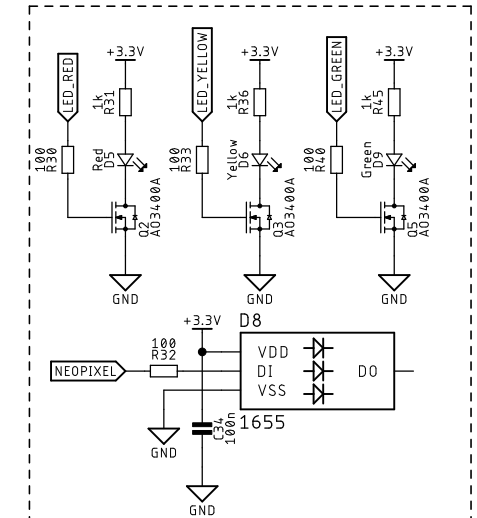 +3.3V
+3.3V
+3.3V
LED_RED
LED_YELLOW
LED_GREEN
1k
R31
1k
R36
1k
R45
100
R30
Red
D5
100
R33
Yellow
D6
100
R40
Green
D9
Q2
AO3400A
Q3
AO3400A
Q5
AO3400A
GND
GND
GND
+3.3V
D8
100
R32
NEOPIXEL
VDD
DI
VSS
DO
1655
C34
100n
GND
GND